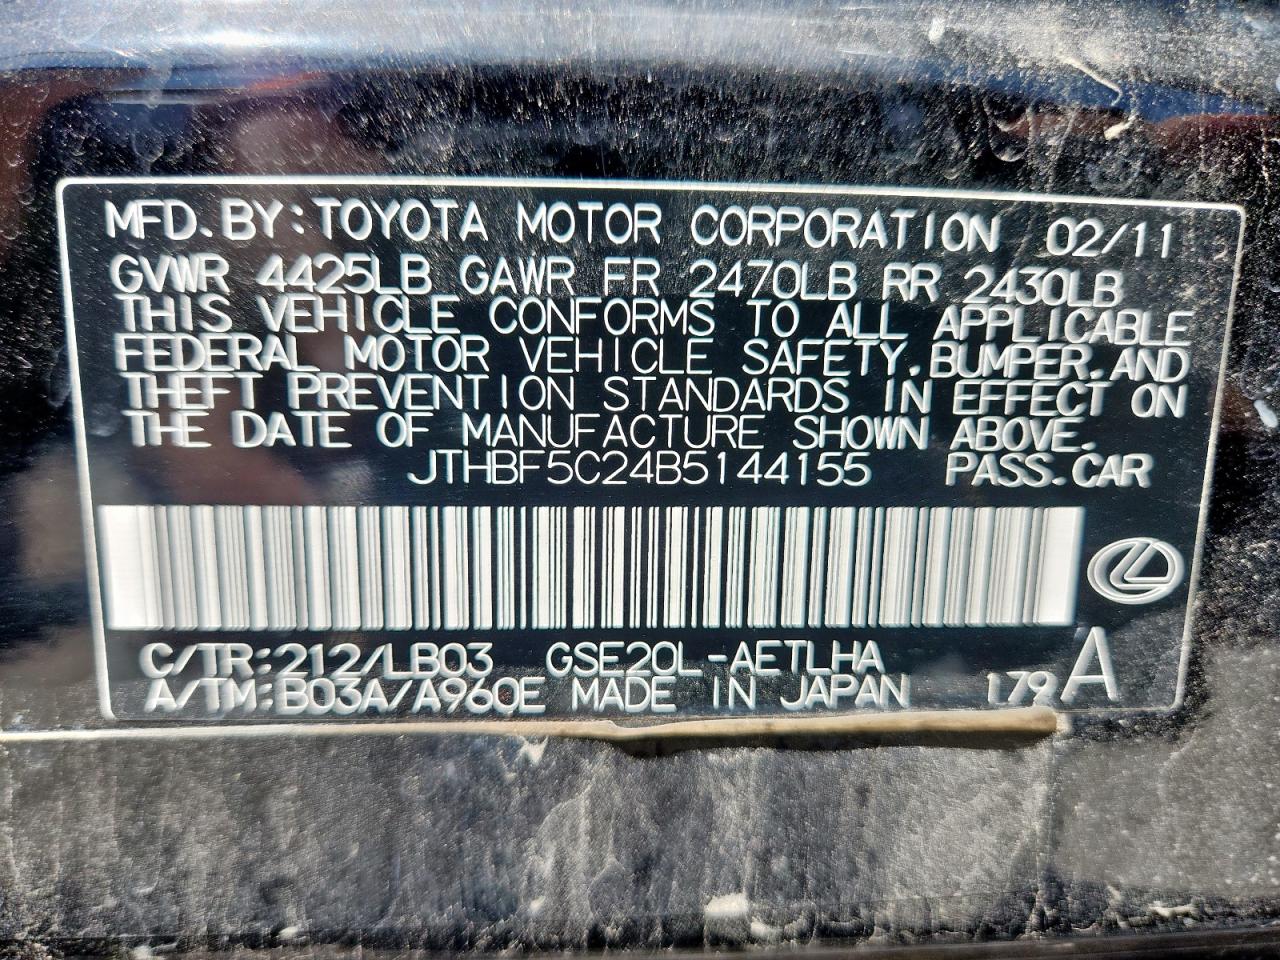 MFD. BY: TOYOTA MOTOR CORPORATION 02/11
GVWR 4425LB GAWR FR 2470LB RR 2430LB
THIS VEHICLE CONFORMS TO ALL APPLICABLE
FEDERAL MOTOR VEHICLE SAFETY, BUMPER, AND
THEFT PREVENTION STANDARDS IN EFFECT ON
THE DATE OF MANUFACTURE SHOWN ABOVE.
JTHBF5C24B5144155 PASS. CAR
C/TR: 212/LB03 GSE20L-AETLHA
A/TM: B03A/A960E MADE IN JAPAN 179 A